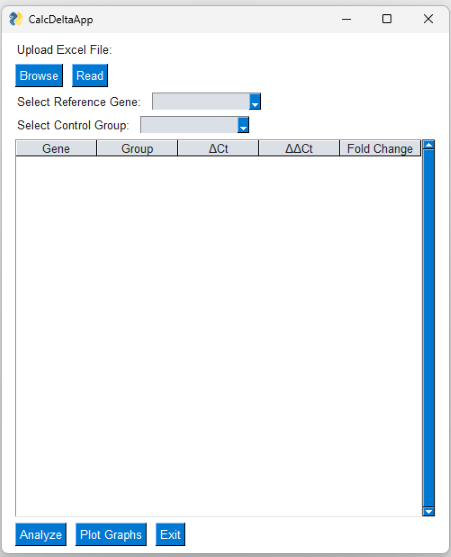 CalcDeltaApp
Upload Excel File:
Browse Read
Select Reference Gene:
Select Control Group:
Gene Group ΔCt ΔΔCt Fold Change
Analyze Plot Graphs Exit